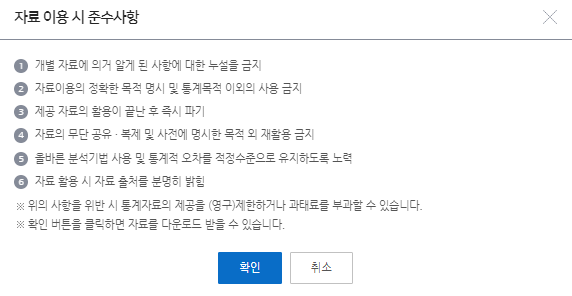 자료 이용 시 준수사항
1 개별 자료에 의거 알게 된 사항에 대한 누설을 금지
2 자료이용의 정확한 목적 명시 및 통계목적 이외의 사용 금지
3 제공 자료의 활용이 끝난 후 즉시 파기
4 자료의 무단 공유 · 복제 및 사전에 명시한 목적 외 재활용 금지
5 올바른 분석기법 사용 및 통계적 오차를 적정수준으로 유지하도록 노력
6 자료 활용 시 자료 출처를 분명히 밝힘
※ 위의 사항을 위반 시 통계자료의 제공을 (영구)제한하거나 과태료를 부과할 수 있습니다.
※ 확인 버튼을 클릭하면 자료를 다운로드 받을 수 있습니다.
확인 취소